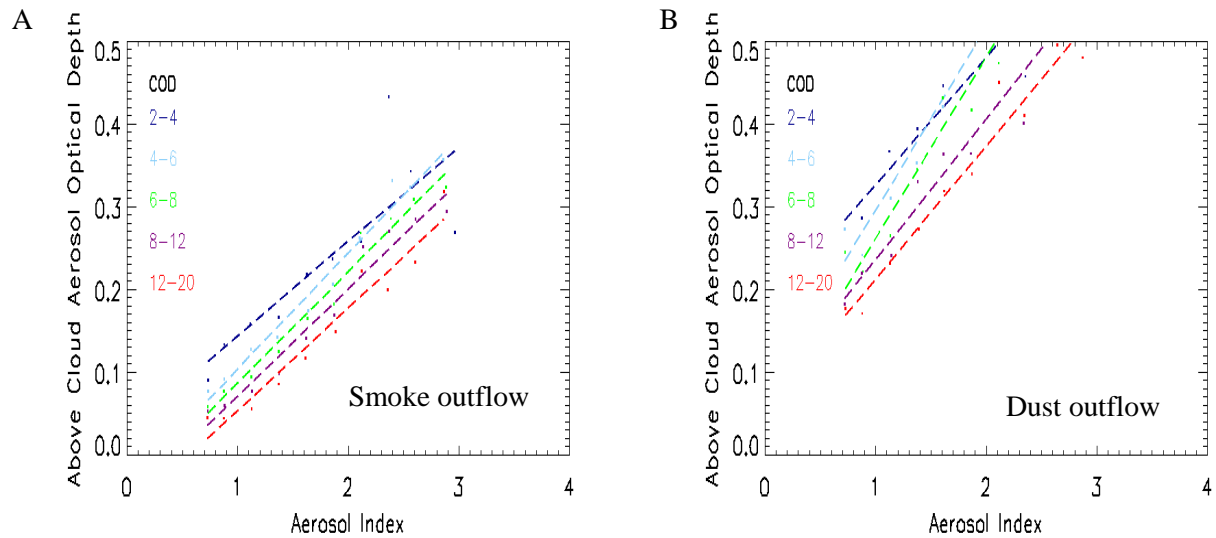 A
Above Cloud Aerosol Optical Depth
0.5
0.4
0.3
0.2
0.1
0.0
COD
2-4
4-6
6-8
8-12
12-20
Smoke outflow
0 1 2 3 4
Aerosol Index
B
Above Cloud Aerosol Optical Depth
0.5
0.4
0.3
0.2
0.1
0.0
COD
2-4
4-6
6-8
8-12
12-20
Dust outflow
0 1 2 3 4
Aerosol Index